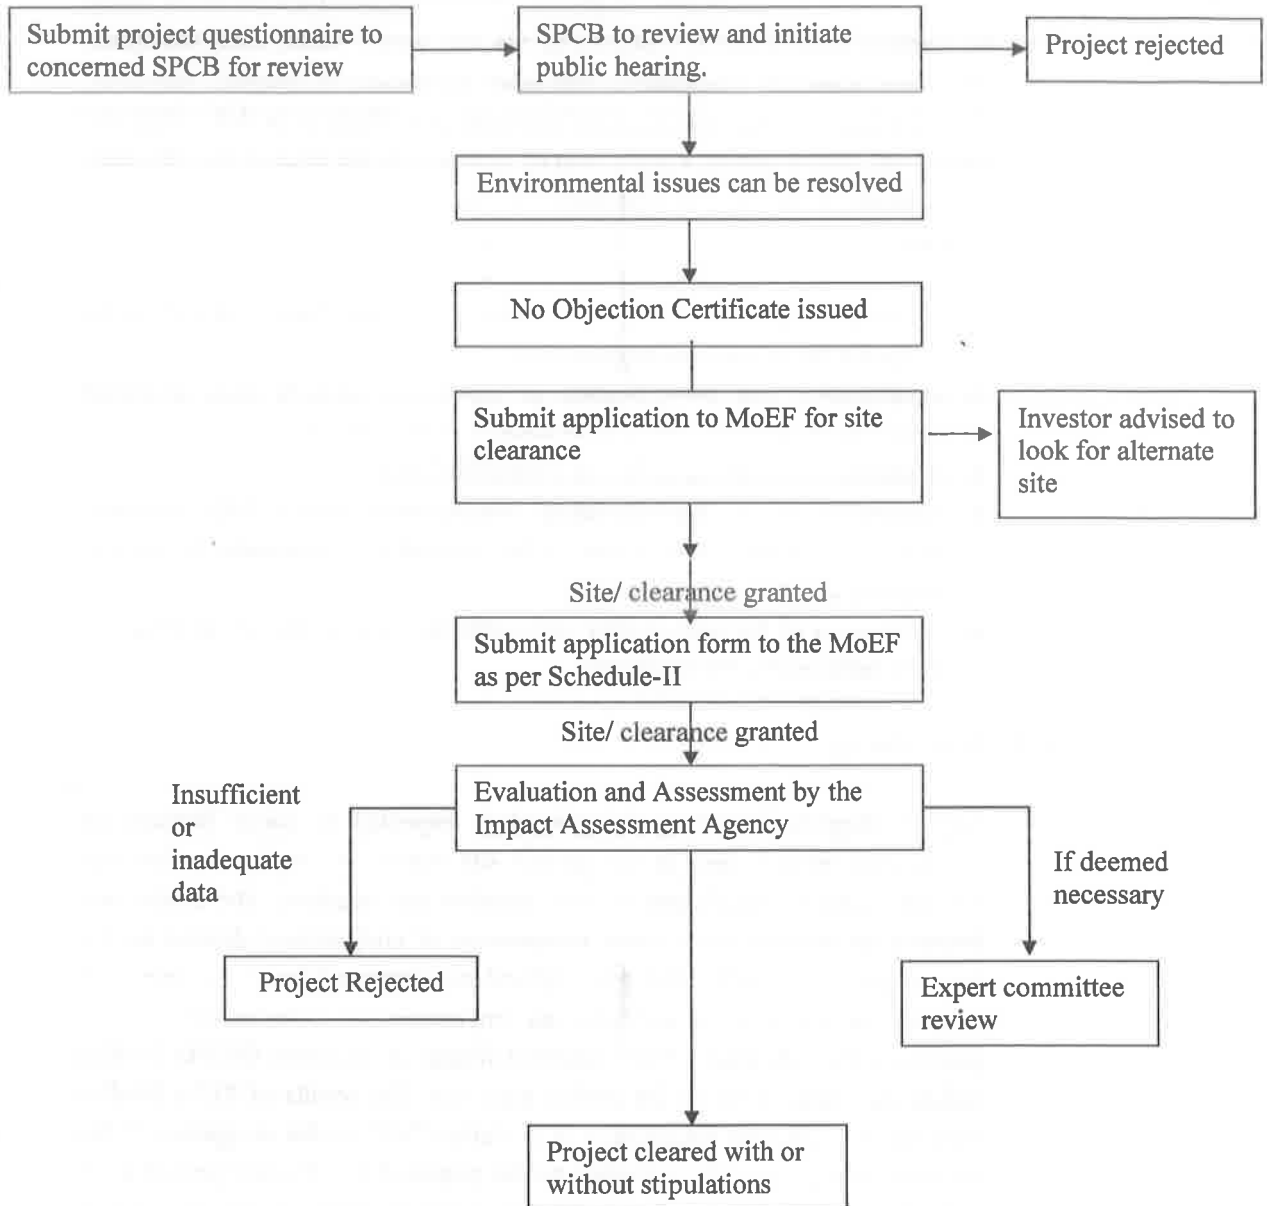 Submit project questionnaire to
concerned SPCB for review
SPCB to review and initiate
public hearing.
Project rejected
Environmental issues can be resolved
No Objection Certificate issued
Submit application to MoEF for site
clearance
Investor advised to
look for alternate
site
Site/ clearance granted
Submit application form to the MoEF
as per Schedule-II
Site/ clearance granted
Evaluation and Assessment by the
Impact Assessment Agency
Insufficient
or
inadequate
data
If deemed
necessary
Project Rejected
Expert committee
review
Project cleared with or
without stipulations